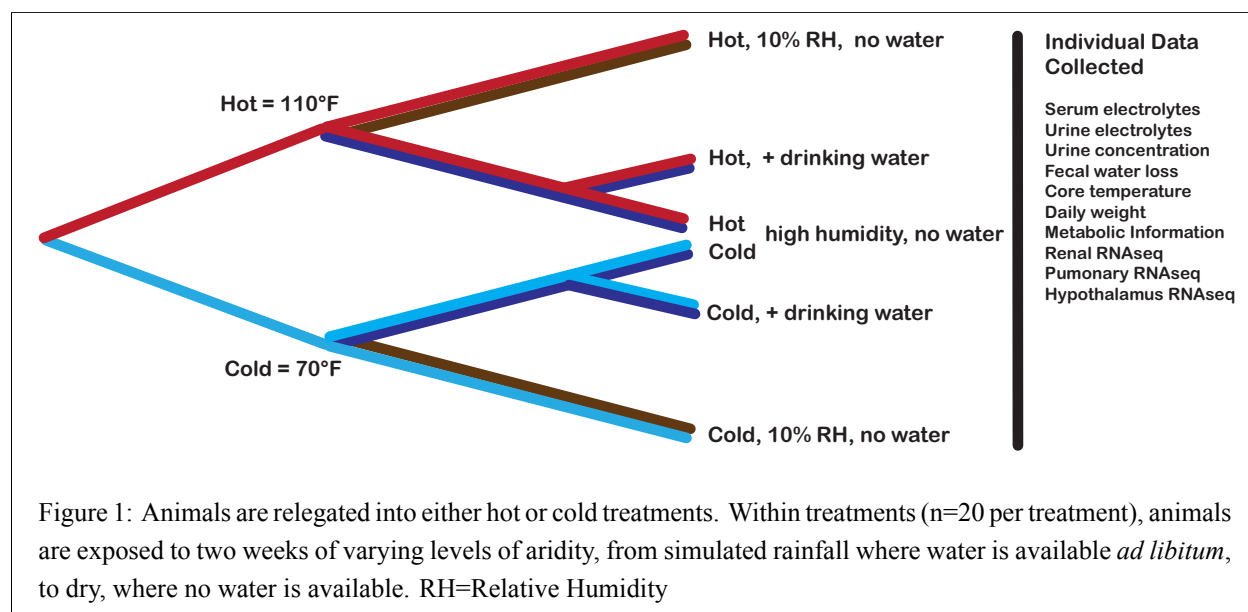 Hot, 10% RH, no water
Hot = 110°F
Hot, + drinking water
Hot
Cold
high humidity, no water
Cold, + drinking water
Cold = 70°F
Cold, 10% RH, no water
Individual Data
Collected
Serum electrolytes
Urine electrolytes
Urine concentration
Fecal water loss
Core temperature
Daily weight
Metabolic Information
Renal RNAseq
Pumonary RNAseq
Hypothalamus RNAseq
Figure 1: Animals are relegated into either hot or cold treatments. Within treatments (n=20 per treatment), animals
are exposed to two weeks of varying levels of aridity, from simulated rainfall where water is available ad libitum,
to dry, where no water is available. RH=Relative Humidity